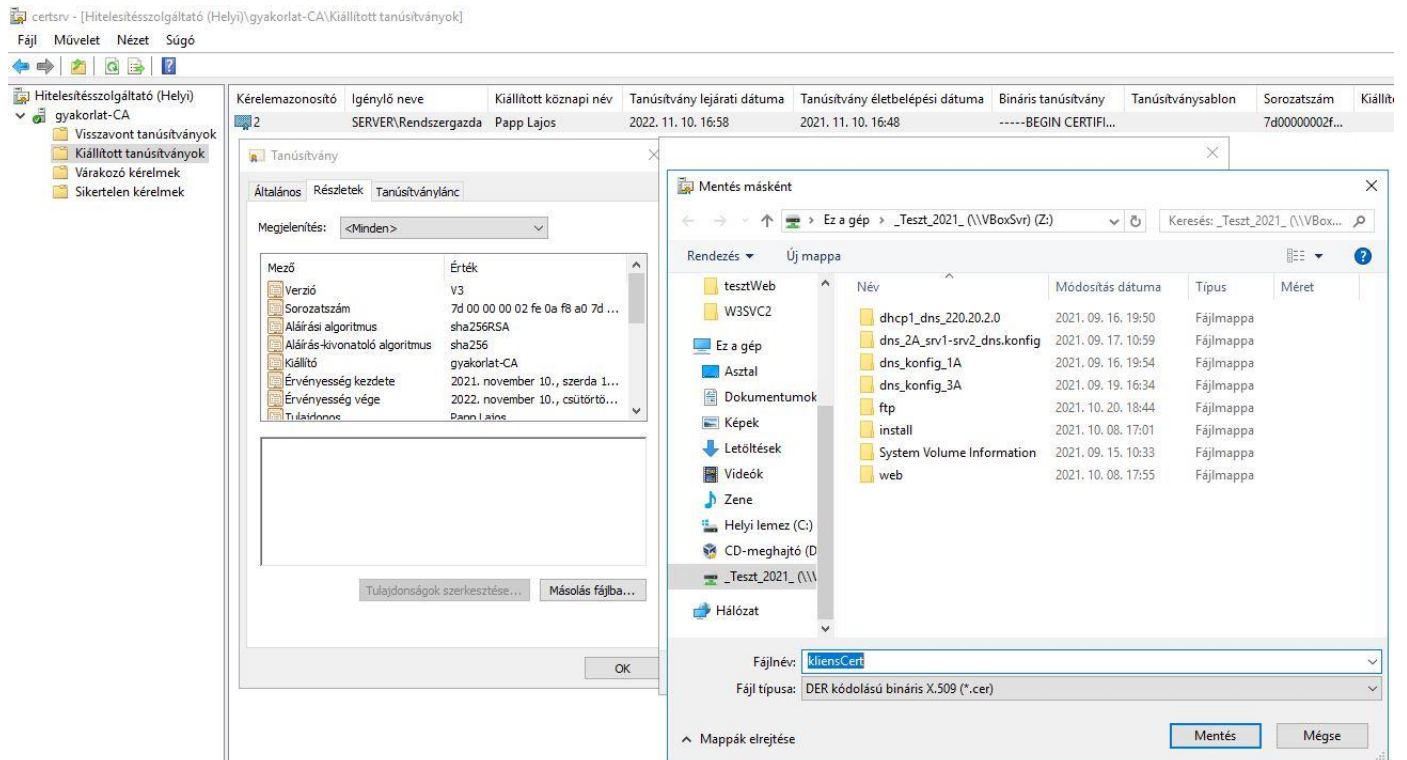 certsrv - [Hitelesítésszolgáltató (Helyi)\gyakorlat-CA\Kiállított tanúsítványok]
Fájl Művelet Nézet Súgó
Hitelesítésszolgáltató (Helyi)
gyakorlat-CA
Visszavont tanúsítványok
Kiállított tanúsítványok
Várakozó kérelmek
Sikertelen kérelmek
Kérelemazonosító Igénylő neve Kiállított köznapi név Tanúsítvány lejárati dátuma Tanúsítvány életbelépési dátuma Bináris tanúsítvány Tanúsítványsablon Sorozatszám Kiállíto
2 SERVER\Rendszergazda Papp Lajos 2022. 11. 10. 16:58 2021. 11. 10. 16:48 -----BEGIN CERTIFI... 7d00000002f...
Tanúsítvány
Általános Részletek Tanúsítványlánc
Megjelenítés: <Minden>
Mező Érték
Verzió V3
Sorozatszám 7d 00 00 00 02 fe 0a f8 a0 7d ...
Aláírási algoritmus sha256RSA
Aláírás-kivonatoló algoritmus sha256
Kiállító gyakorlat-CA
Érvényesség kezdete 2021. november 10., szerda 1...
Érvényesség vége 2022. november 10., csütörtö...
Tulajdonos Papp Lajos
Tulajdonságok szerkesztése... Másolás fájlba...
OK
Mentés másként
Ez a gép > _Teszt_2021_ (\\VBoxSvr) (Z:) Keresés: _Teszt_2021_ (\\VBox...
Rendezés Új mappa
tesztWeb
W3SVC2
Ez a gép
Asztal
Dokumentumok
Képek
Letöltések
Videók
Zene
Helyi lemez (C:)
CD-meghajtó (D
_Teszt_2021_ (\\V
Hálózat
Név Módosítás dátuma Típus Méret
dhcp1_dns_220.20.2.0 2021. 09. 16. 19:50 Fájlmappa
dns_2A_srv1-srv2_dns.konfig 2021. 09. 17. 10:59 Fájlmappa
dns_konfig_1A 2021. 09. 16. 19:54 Fájlmappa
dns_konfig_3A 2021. 09. 19. 16:34 Fájlmappa
ftp 2021. 10. 20. 18:44 Fájlmappa
install 2021. 10. 08. 17:01 Fájlmappa
System Volume Information 2021. 09. 15. 10:33 Fájlmappa
web 2021. 10. 08. 17:55 Fájlmappa
Fájlnév: kliensCert
Fájl típusa: DER kódolású bináris X.509 (*.cer)
Mappák elrejtése
Mentés Mégse